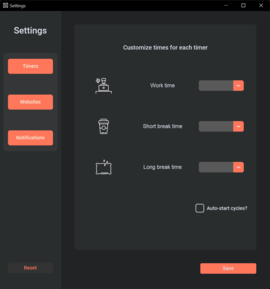 Settings
Settings
Timers
Websites
Notifications
Customize times for each timer
Work time
Short break time
Long break time
Auto-start cycles?
Reset
Save